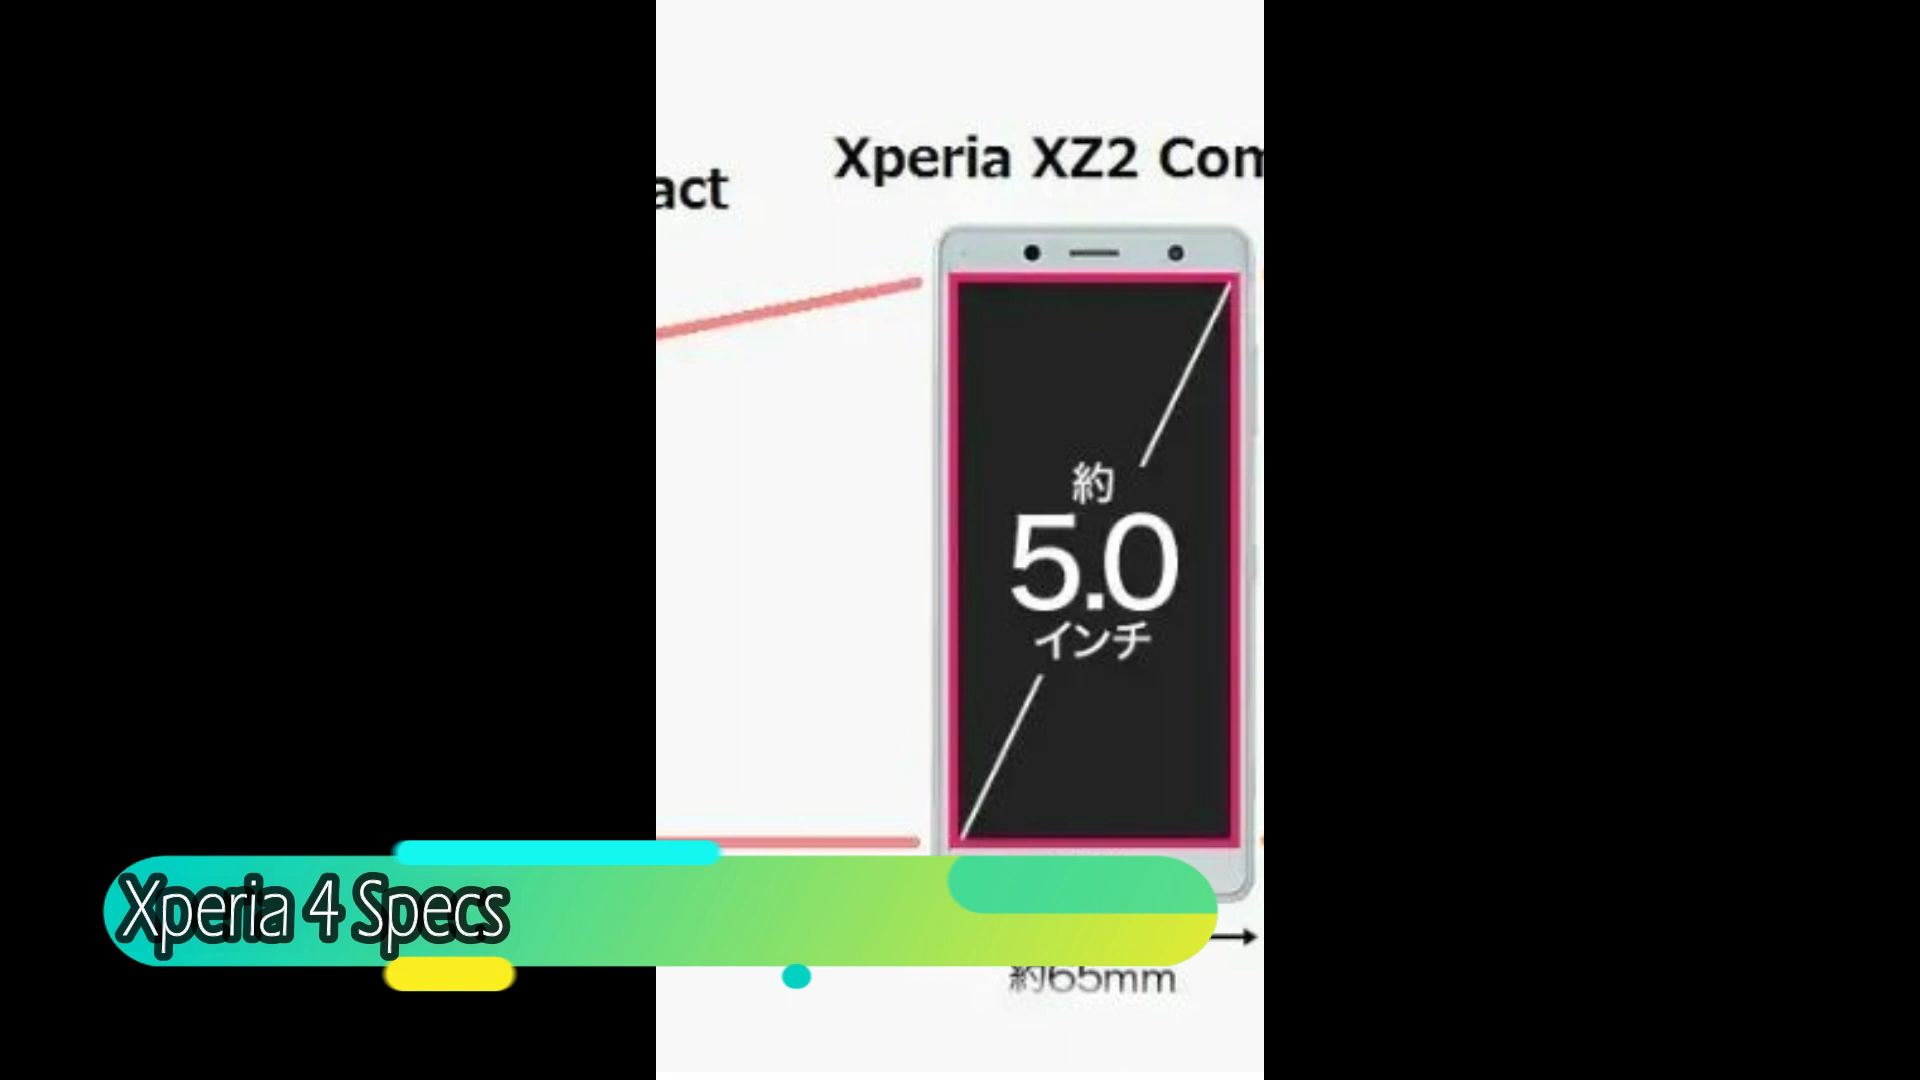 Xperia XZ2 Com
act
約
5.0
インチ
Xperia 4 Specs
約65mm